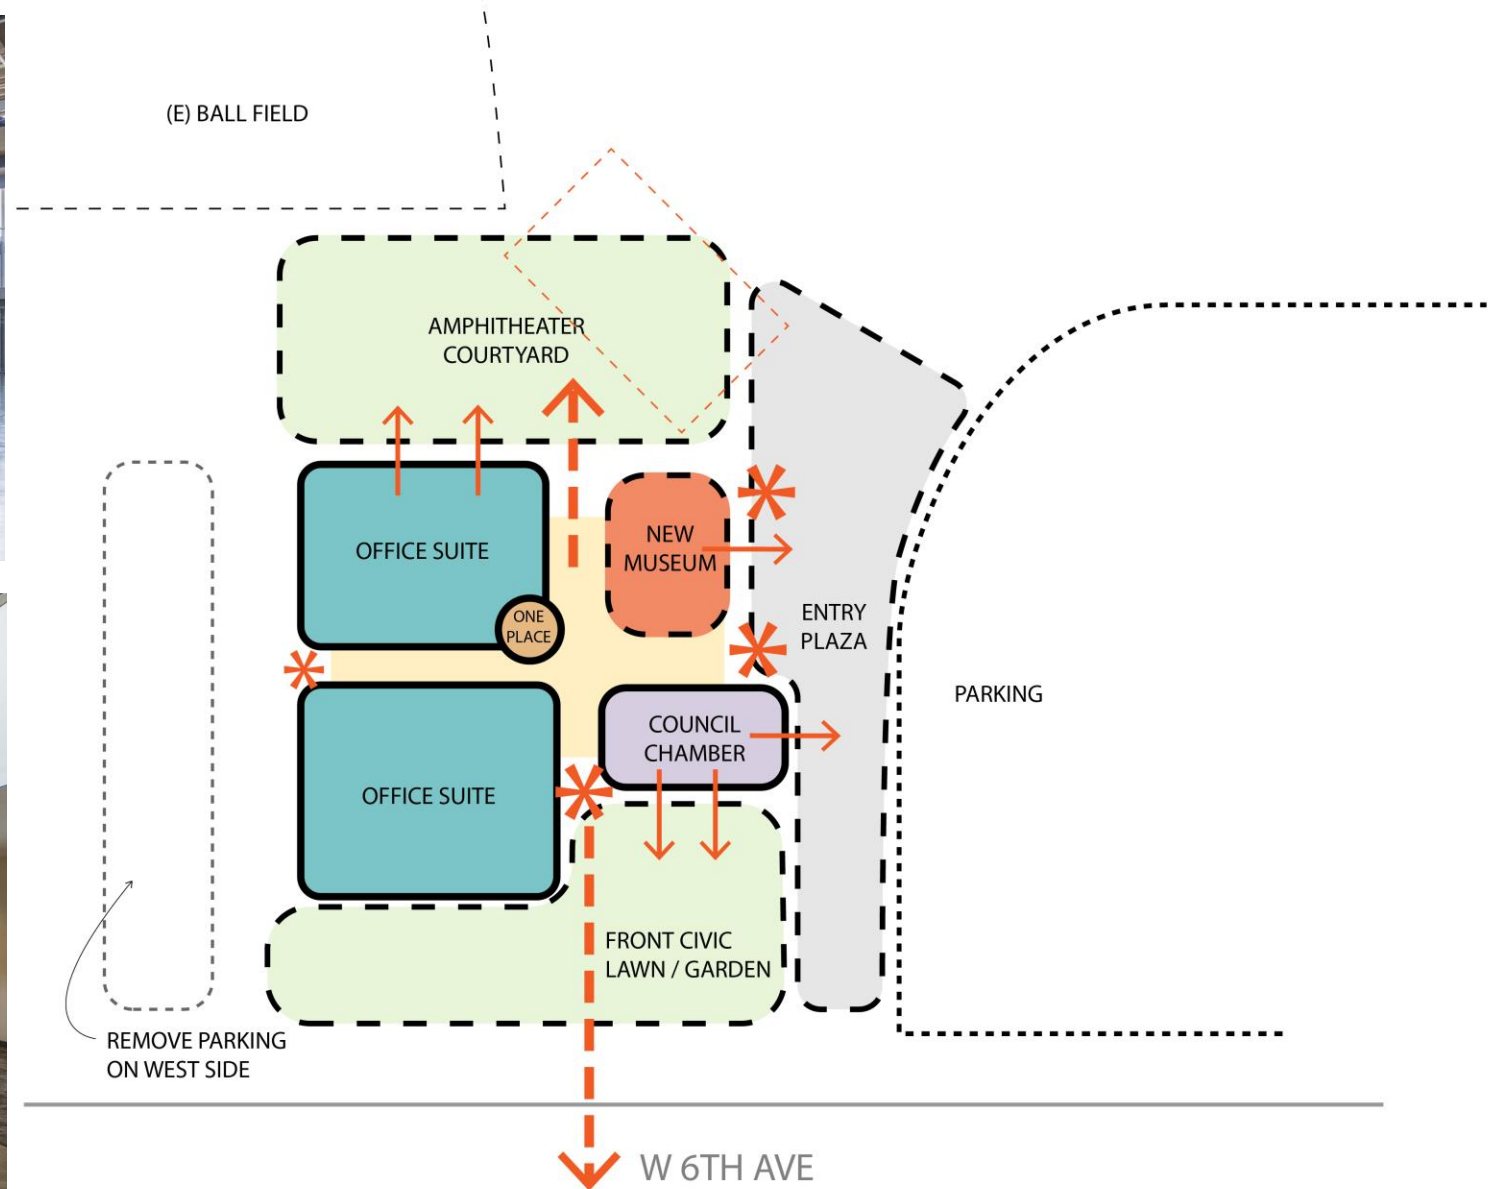 (E) BALL FIELD
AMPHITHEATER
COURTYARD
OFFICE SUITE
NEW
MUSEUM
ONE
PLACE
ENTRY
PLAZA
PARKING
COUNCIL
CHAMBER
OFFICE SUITE
FRONT CIVIC
LAWN / GARDEN
REMOVE PARKING
ON WEST SIDE
W 6TH AVE